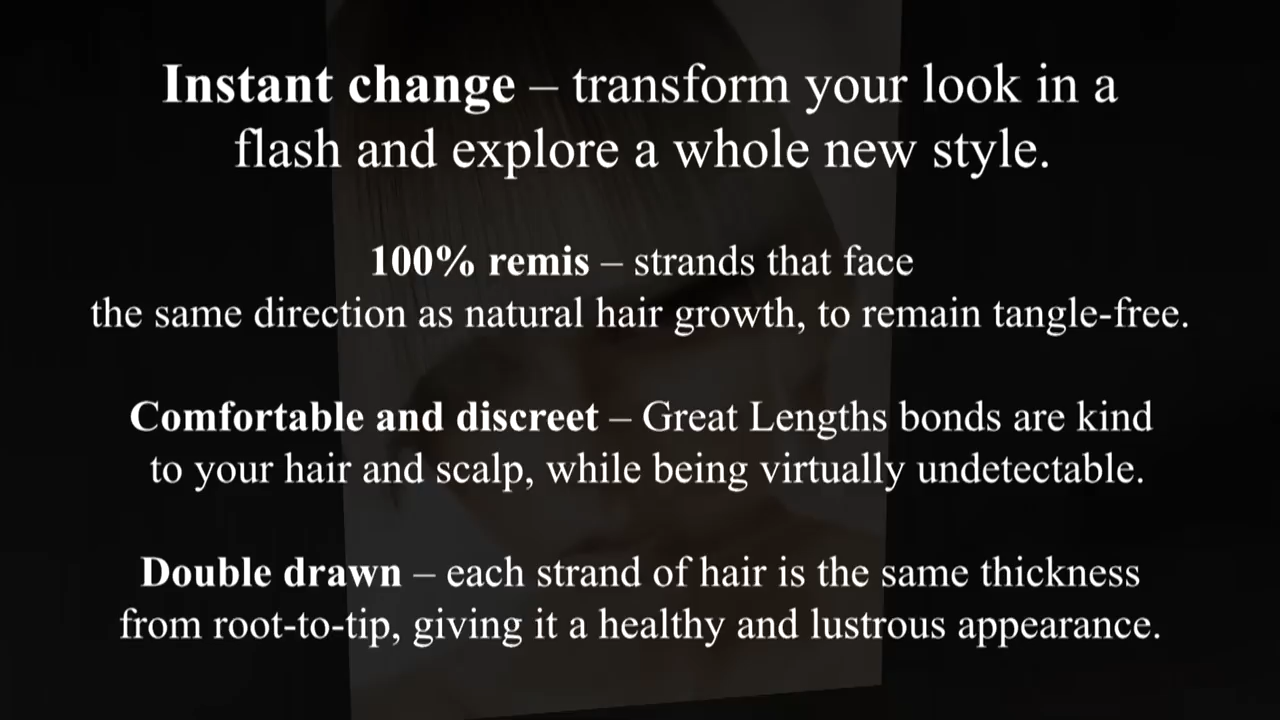 Instant change – transform your look in a
flash and explore a whole new style.
100% remis – strands that face
the same direction as natural hair growth, to remain tangle-free.
Comfortable and discreet – Great Lengths bonds are kind
to your hair and scalp, while being virtually undetectable.
Double drawn – each strand of hair is the same thickness
from root-to-tip, giving it a healthy and lustrous appearance.